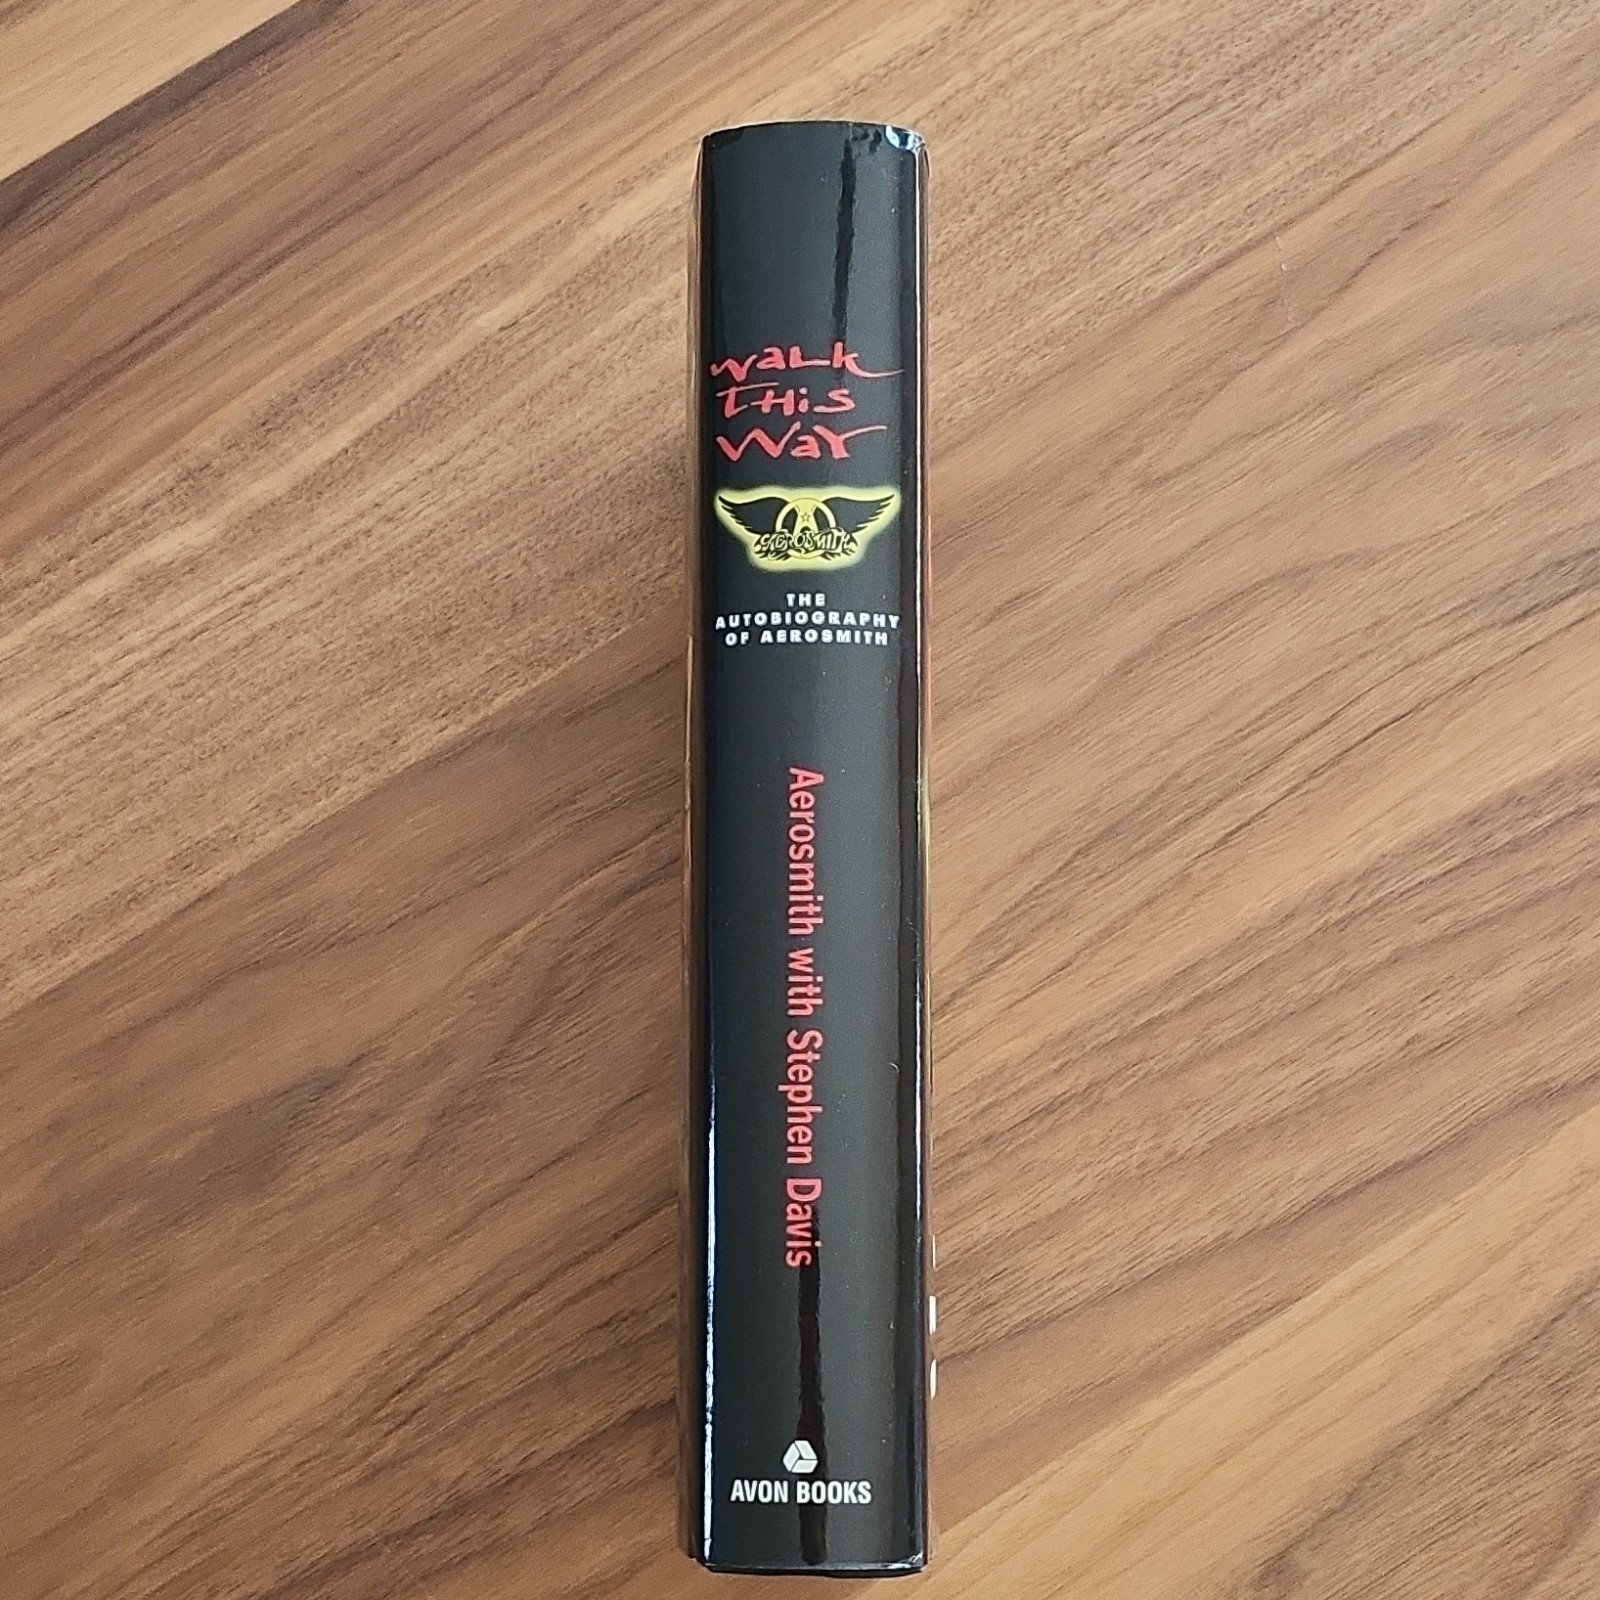 Walk
This
Way
AEROSMITH
THE
AUTOBIOGRAPHY
OF AEROSMITH
Aerosmith with Stephen Davis
AVON BOOKS